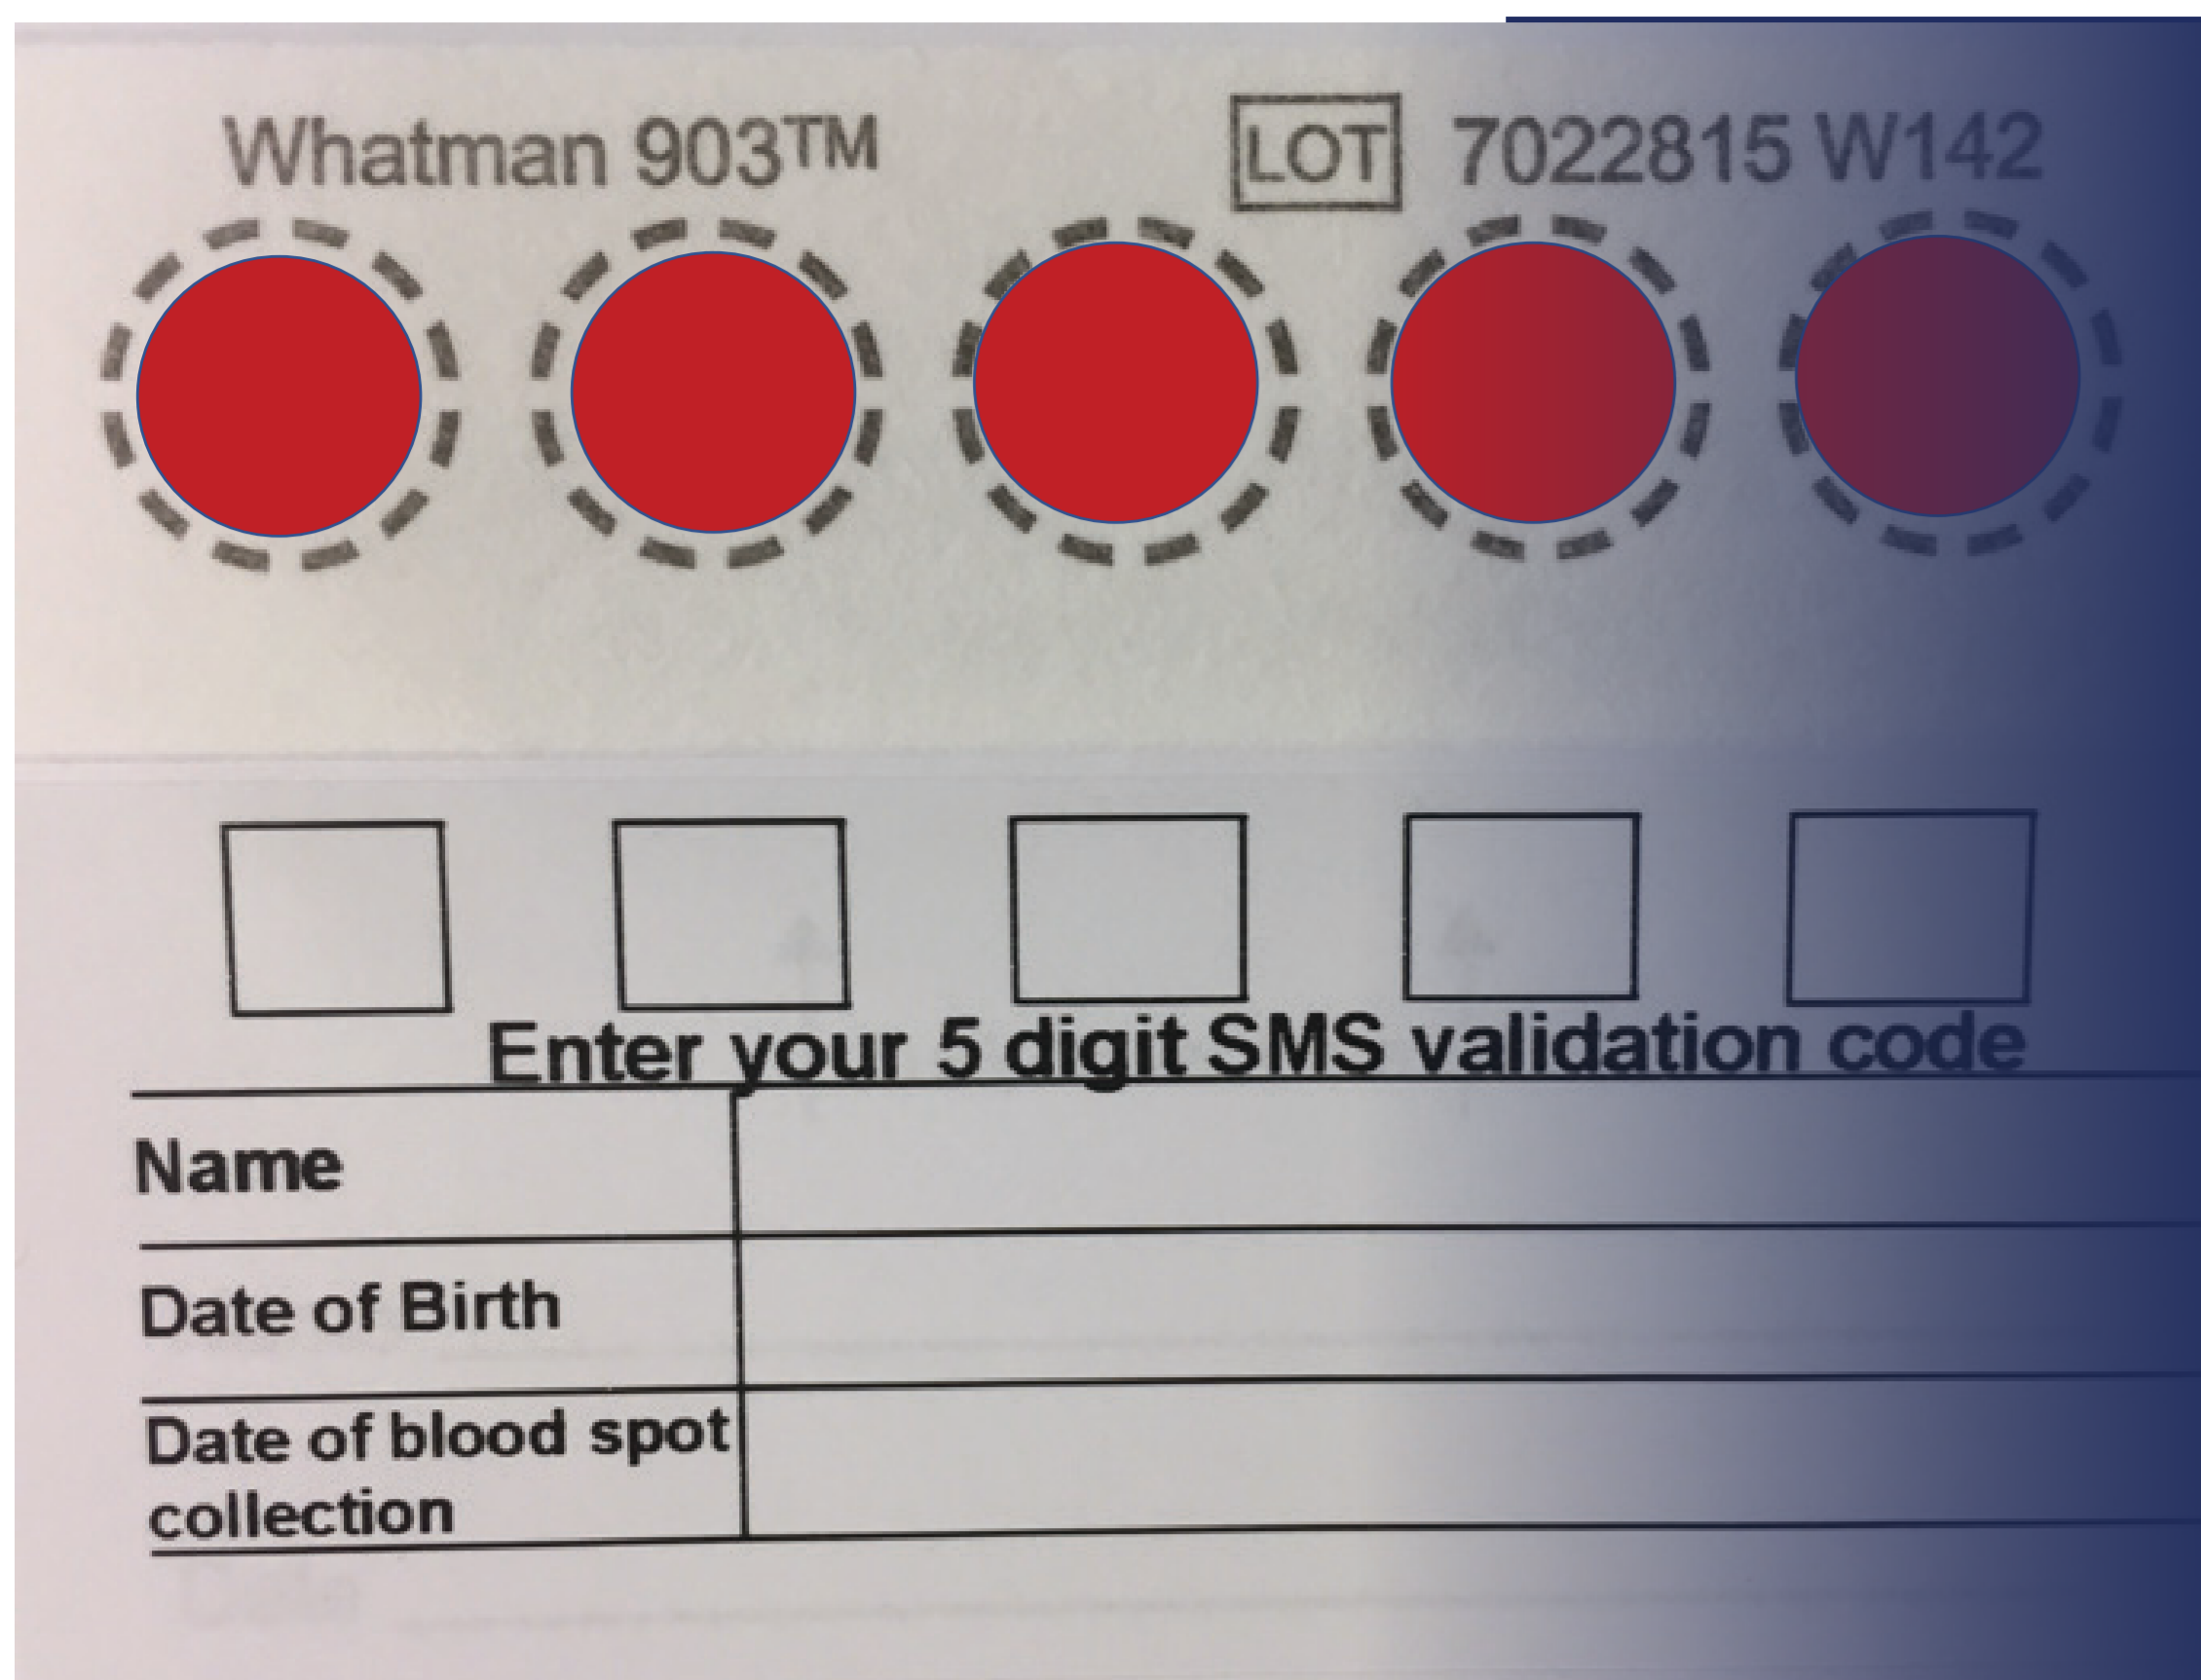 Whatman 903™ LOT 7022815 W142
Enter your 5 digit SMS validation code
Name
Date of Birth
Date of blood spot
collection